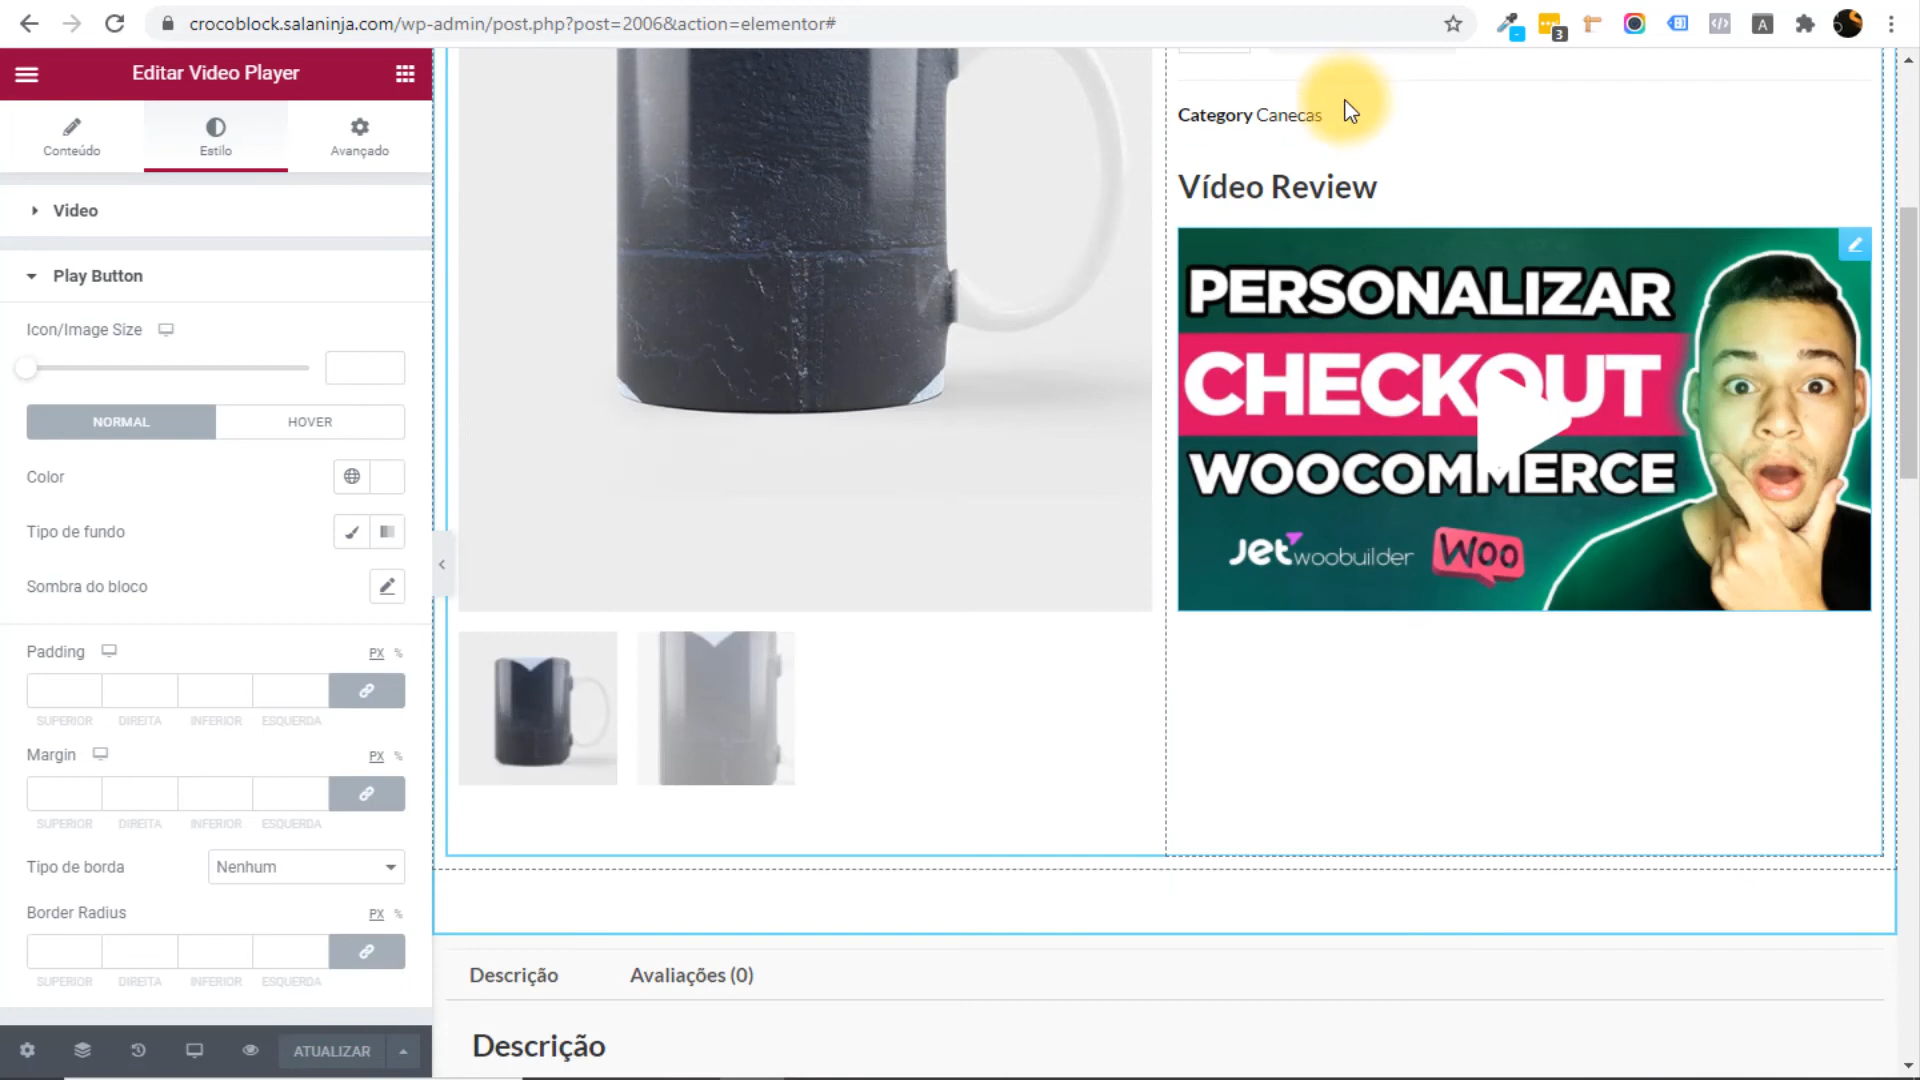 crocoblock.salaninja.com/wp-admin/post.php?post=2006&action=elementor#
3
A
Editar Video Player
Conteúdo
Estilo
Avançado
Video
Play Button
Icon/Image Size
NORMAL
HOVER
Color
Tipo de fundo
Sombra do bloco
Padding
PX %
SUPERIOR DIREITA INFERIOR ESQUERDA
Margin
PX %
SUPERIOR DIREITA INFERIOR ESQUERDA
Tipo de borda
Nenhum
Border Radius
PX %
SUPERIOR DIREITA INFERIOR ESQUERDA
ATUALIZAR
Category Canecas
Vídeo Review
PERSONALIZAR
CHECKOUT
WOOCOMMERCE
Jetwoobuilder
Woo
Descrição
Avaliações (0)
Descrição